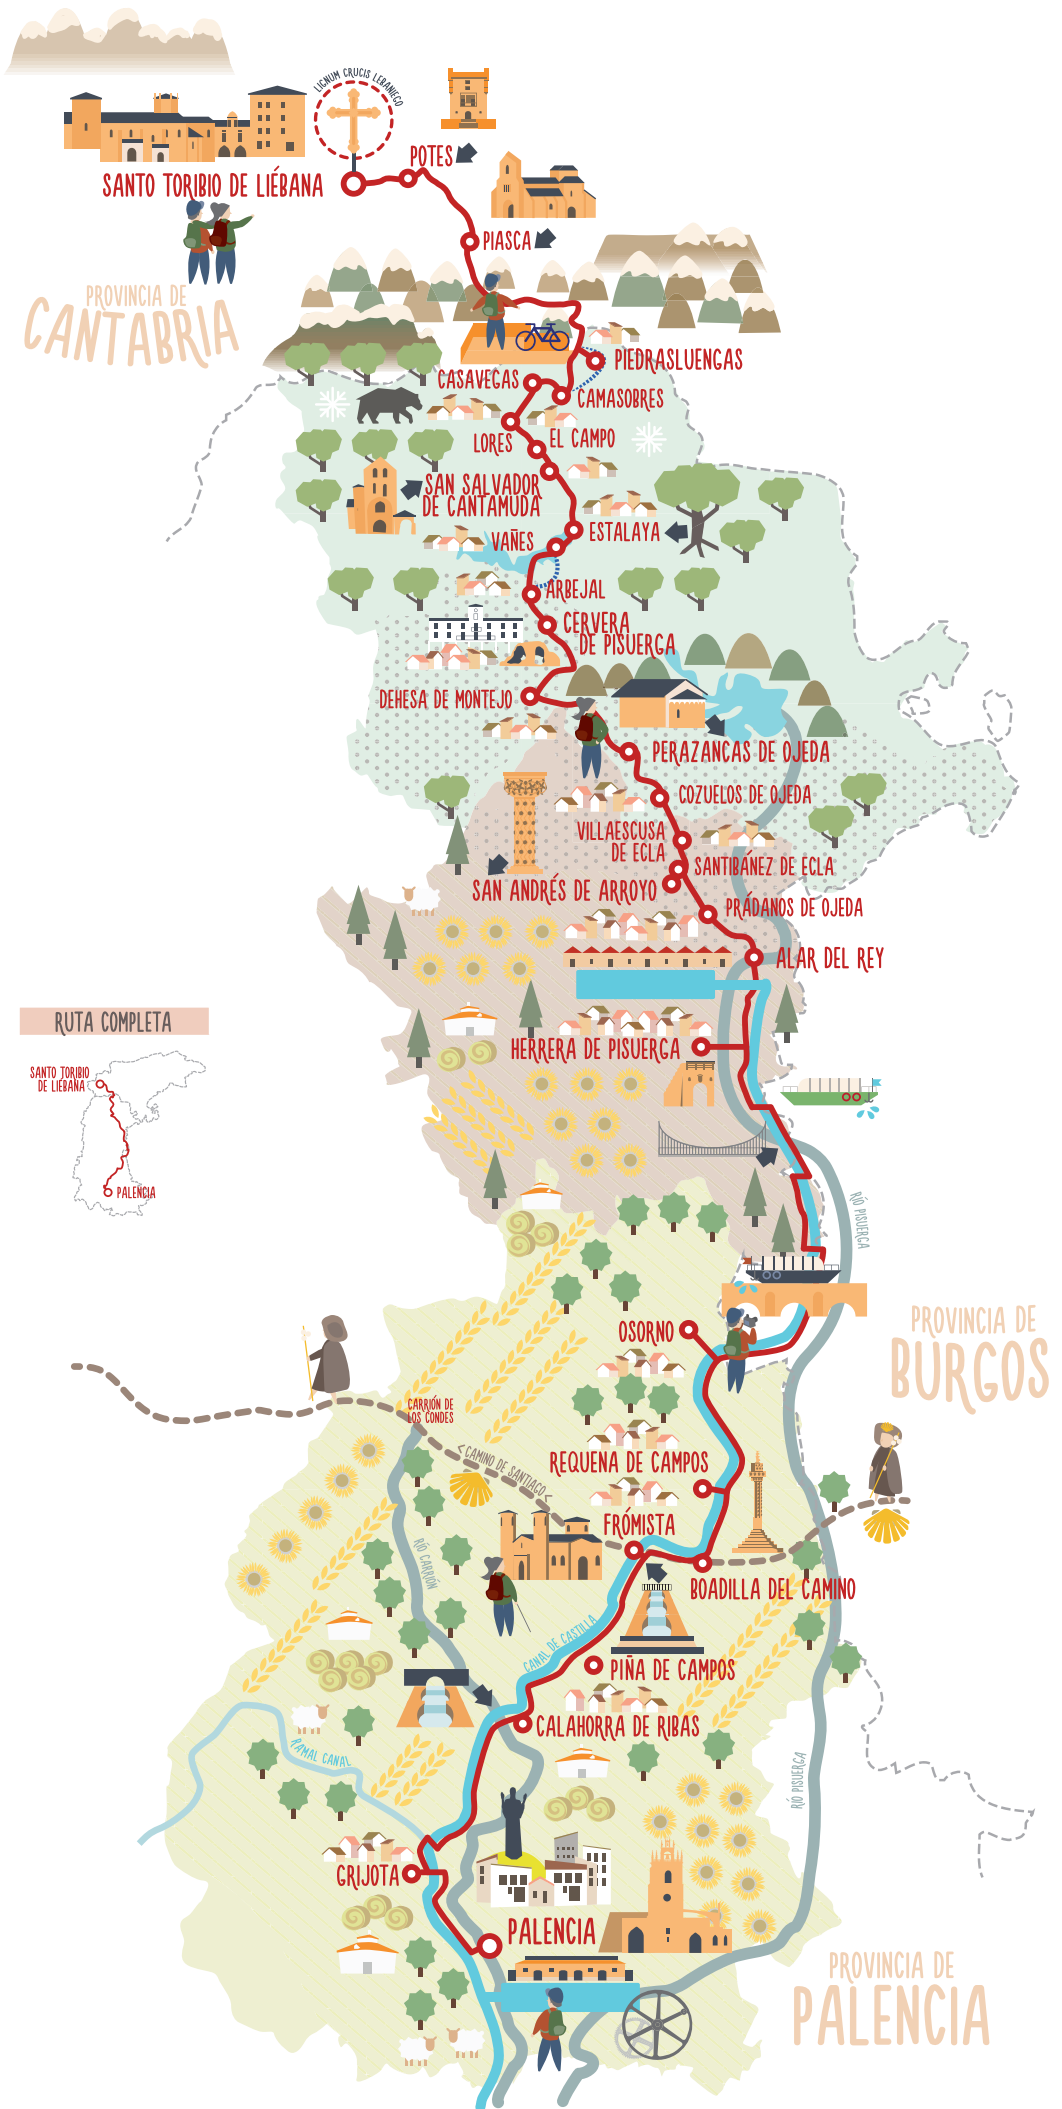 LIGNUM CRUCIS LEBANIEGO
POTES
SANTO TORIBIO DE LIÉBANA
PIASCA
PROVINCIA DE
CANTABRIA
PIEDRASLUENGAS
CASAVEGAS
CAMASOBRES
LORES
EL CAMPO
SAN SALVADOR
DE CANTAMUDA
ESTALAYA
VAÑES
ARBEJAL
CERVERA
DE PISUERGA
DEHESA DE MONTEJO
PERAZANCAS DE OJEDA
COZUELOS DE OJEDA
VILLAESCUSA
DE ECLA
SANTIBÁÑEZ DE ECLA
SAN ANDRÉS DE ARROYO
PRÁDANOS DE OJEDA
ALAR DEL REY
RUTA COMPLETA
SANTO TORIBIO
DE LIÉBANA
PALENCIA
HERRERA DE PISUERGA
RÍO PISUERGA
PROVINCIA DE
BURGOS
OSORNO
CARRIÓN DE
LOS CONDES
<CAMINO DE SANTIAGO<
REQUENA DE CAMPOS
FRÓMISTA
RÍO CARRIÓN
BOADILLA DEL CAMINO
CANAL DE CASTILLA
PIÑA DE CAMPOS
CALAHORRA DE RIBAS
RAMAL CANAL
RÍO PISUERGA
GRIJOTA
PALENCIA
PROVINCIA DE
PALENCIA